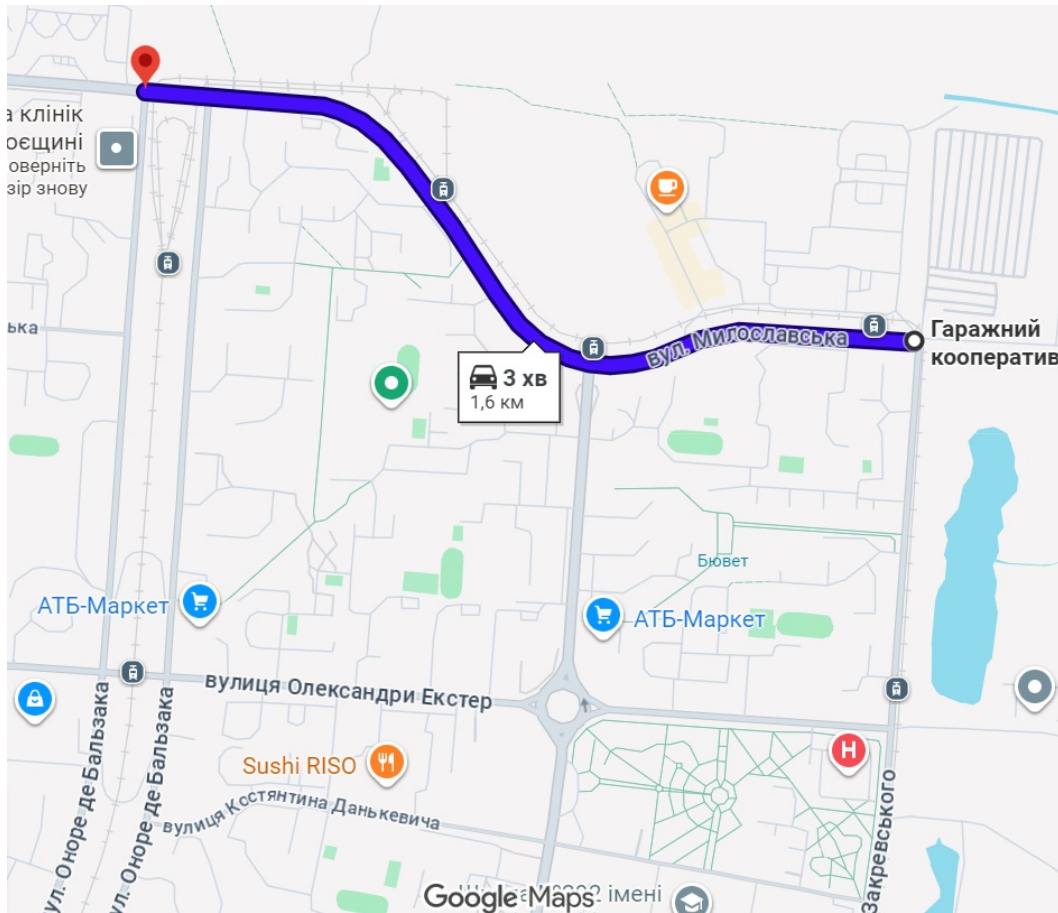 а клінік
оєщині
оверніть
зір знову
ька
вул. Милославська
Гаражний
кооператив
3 хв
1,6 км
Бювет
АТБ-Маркет
АТБ-Маркет
вулиця Олександри Екстер
Sushi RISO
H
вулиця Костянтина Данькевича
вул. Оноре де Бальзака
вул. Оноре де Бальзака
Закревського
Google Maps
імені